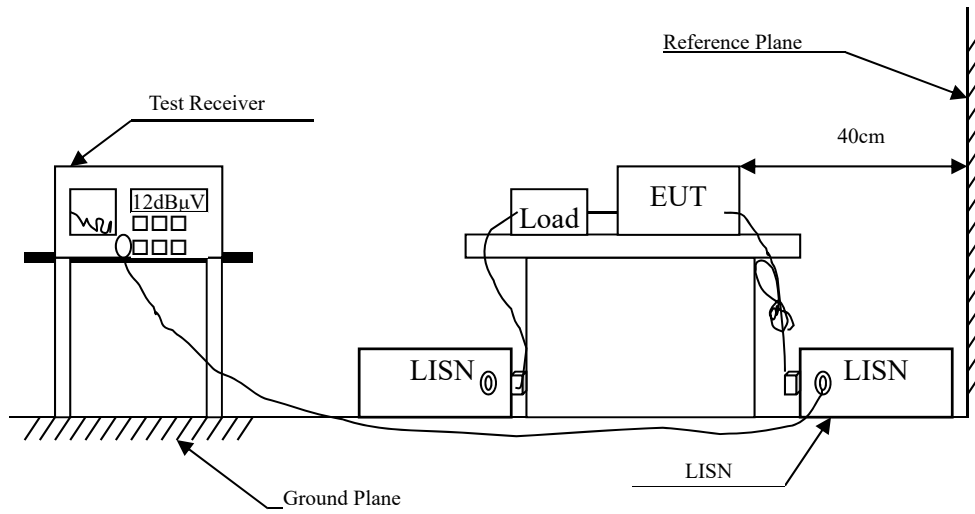 Reference Plane
Test Receiver
40cm
12dBµV
Load
EUT
LISN
LISN
LISN
Ground Plane